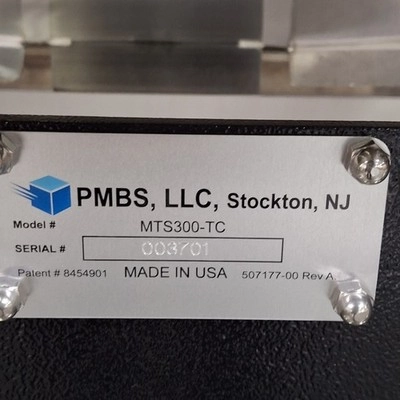 PMBS, LLC, Stockton, NJ
Model # MTS300-TC
SERIAL # 003701
Patent # 8454901 MADE IN USA 507177-00 Rev A